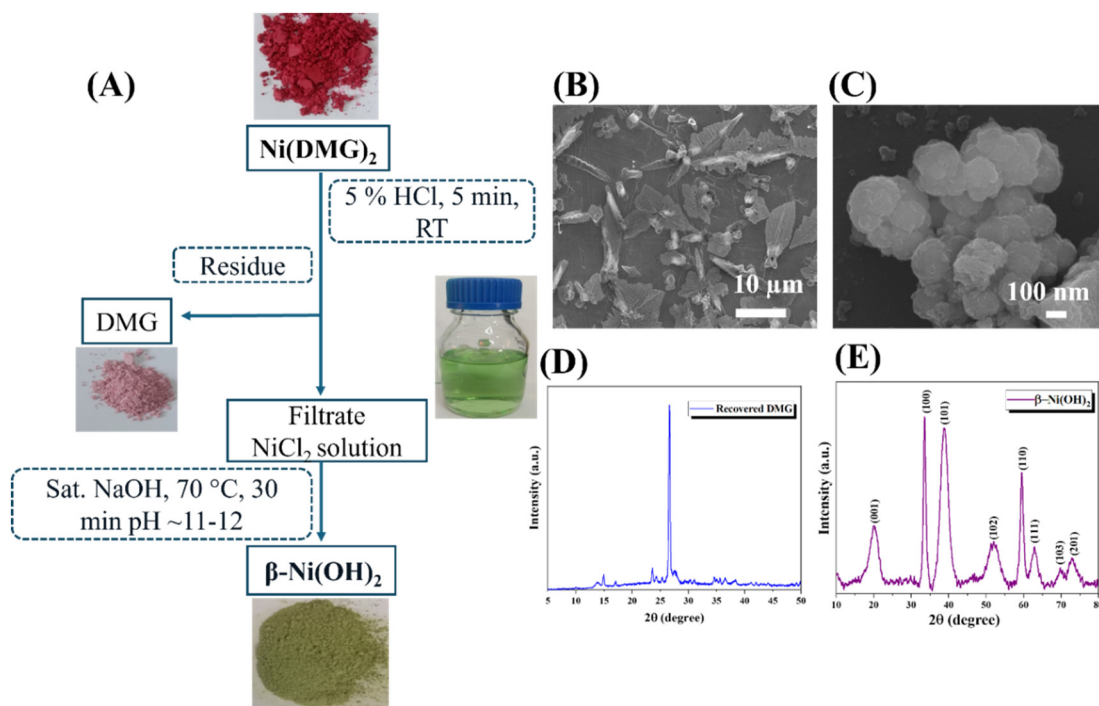 (A)
Ni(DMG)₂
5 % HCl, 5 min,
RT
Residue
DMG
Filtrate
NiCl₂ solution
Sat. NaOH, 70 °C, 30
min pH ~11-12
β-Ni(OH)₂
(B)
10 µm
(C)
100 nm
(D)
Recovered DMG
Intensity (a.u.)
5 10 15 20 25 30 35 40 45 50
2θ (degree)
(E)
β–Ni(OH)₂
Intensity (a.u.)
(001)
(100)
(101)
(102)
(110)
(111)
(103)
(201)
10 20 30 40 50 60 70 80
2θ (degree)